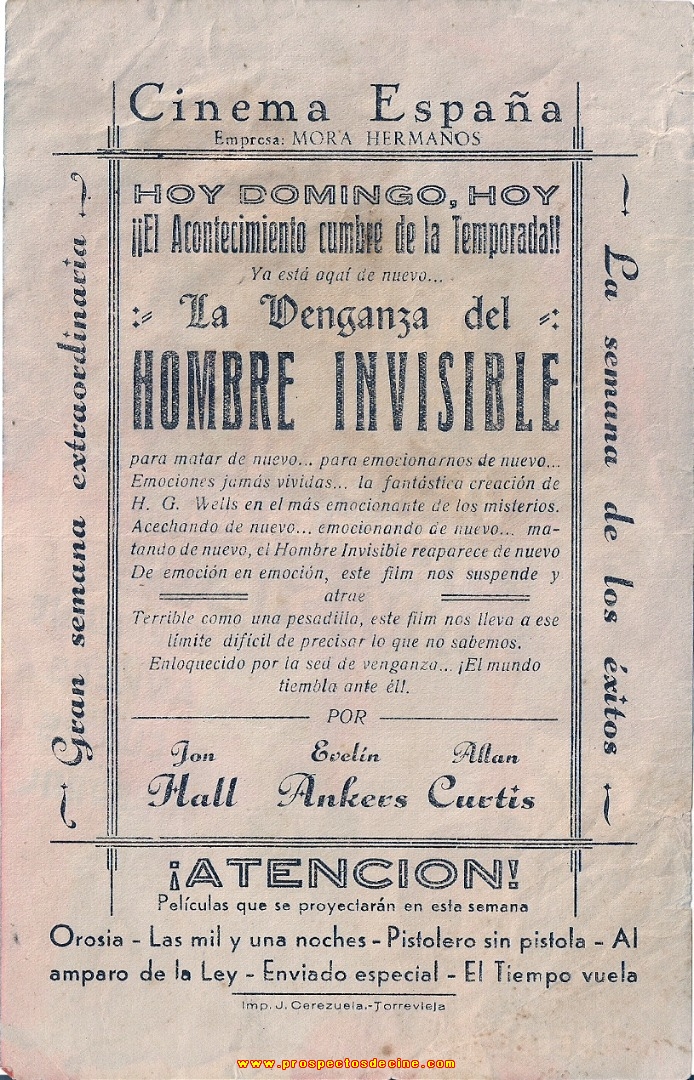 Cinema España
Empresa: MORA HERMANOS
HOY DOMINGO, HOY
¡¡El Acontecimiento cumbre de la Temporada!!
Ya está aqaí de nuevo...
La Venganza del
HOMBRE INVISIBLE
para matar de nuevo... para emocionarnos de nuevo...
Emociones jamás vividas... la fantástica creación de
H. G. Wells en el más emocionante de los misterios.
Acechando de nuevo... emocionando de nuevo... ma-
tando de nuevo, el Hombre Invisible reaparece de nuevo
De emoción en emoción, este film nos suspende y
atrae
Terrible como una pesadilla, este film nos lleva a ese
límite difícil de precisar lo que no sabemos.
Enloquecido por la sed de venganza... ¡El mundo
tiembla ante él!.
POR
Jon Evelín Allan
Hall Ankers Curtis
Gran semana extraordinaria
La semana de los éxitos
¡ATENCION!
Películas que se proyectarán en esta semana
Orosia - Las mil y una noches - Pistolero sin pistola - Al
amparo de la Ley - Enviado especial - El Tiempo vuela
Imp. J. Cerezuela.-Torrevieja
www.prospectosdecine.com